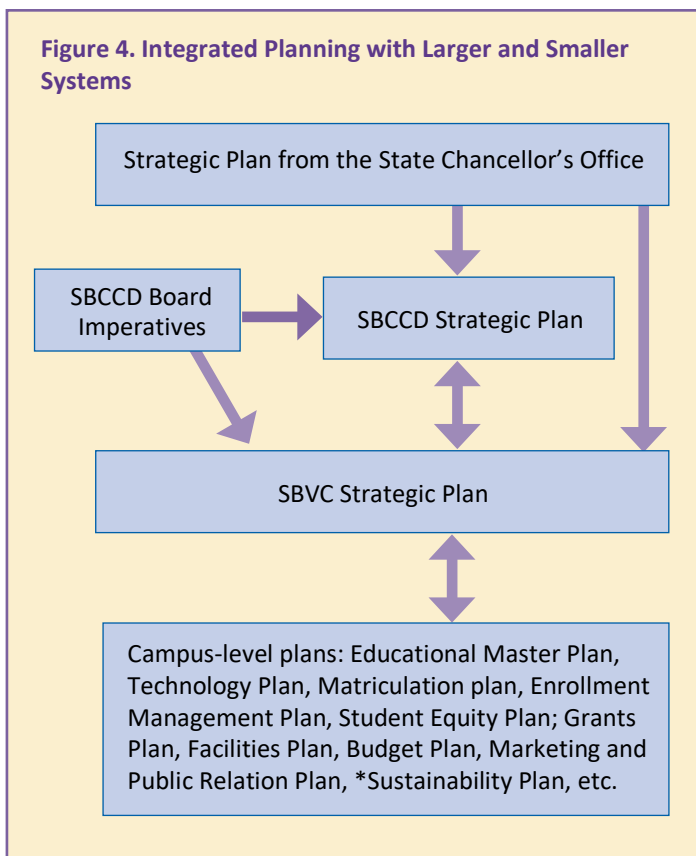 Figure 4. Integrated Planning with Larger and Smaller
Systems
Strategic Plan from the State Chancellor’s Office
SBCCD Board
Imperatives
SBCCD Strategic Plan
SBVC Strategic Plan
Campus-level plans: Educational Master Plan,
Technology Plan, Matriculation plan, Enrollment
Management Plan, Student Equity Plan; Grants
Plan, Facilities Plan, Budget Plan, Marketing and
Public Relation Plan, *Sustainability Plan, etc.